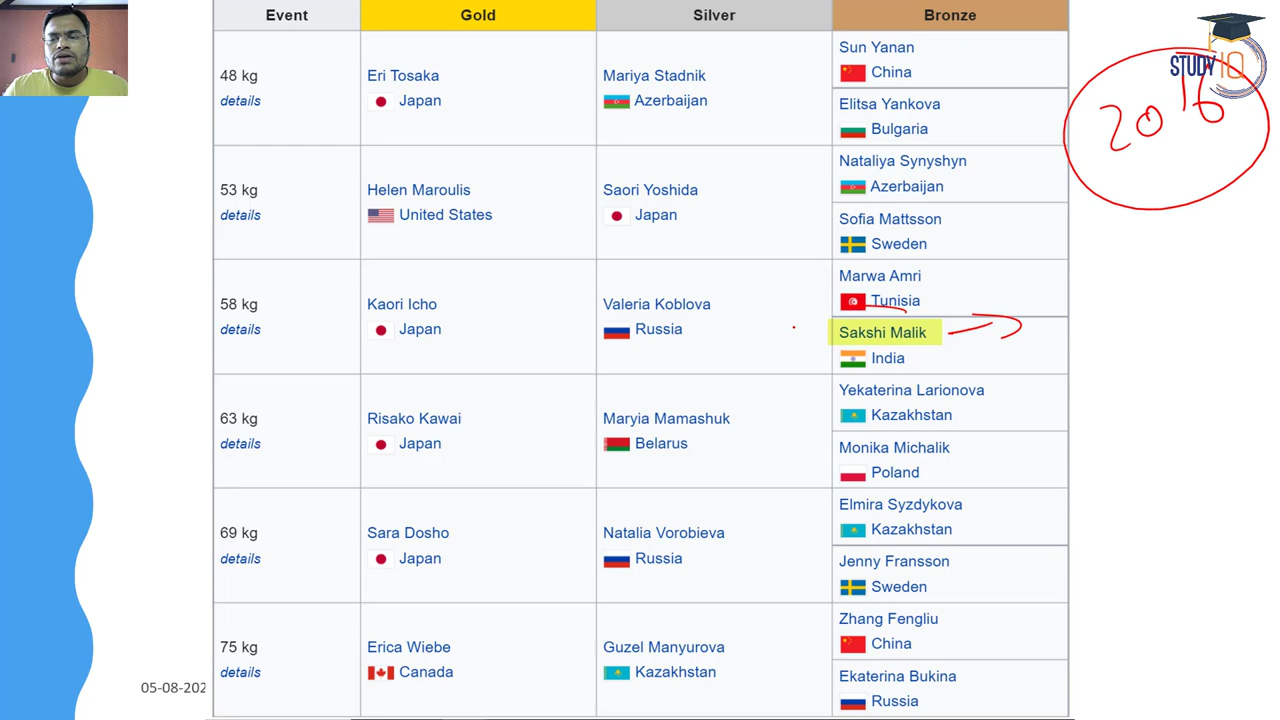 Event Gold Silver Bronze
48 kg
details
Eri Tosaka
Japan
Mariya Stadnik
Azerbaijan
Sun Yanan
China
Elitsa Yankova
Bulgaria
53 kg
details
Helen Maroulis
United States
Saori Yoshida
Japan
Nataliya Synyshyn
Azerbaijan
Sofia Mattsson
Sweden
58 kg
details
Kaori Icho
Japan
Valeria Koblova
Russia
Marwa Amri
Tunisia
Sakshi Malik
India
63 kg
details
Risako Kawai
Japan
Maryia Mamashuk
Belarus
Yekaterina Larionova
Kazakhstan
Monika Michalik
Poland
69 kg
details
Sara Dosho
Japan
Natalia Vorobieva
Russia
Elmira Syzdykova
Kazakhstan
Jenny Fransson
Sweden
75 kg
details
Erica Wiebe
Canada
Guzel Manyurova
Kazakhstan
Zhang Fengliu
China
Ekaterina Bukina
Russia
STUDY IQ
2016
05-08-202